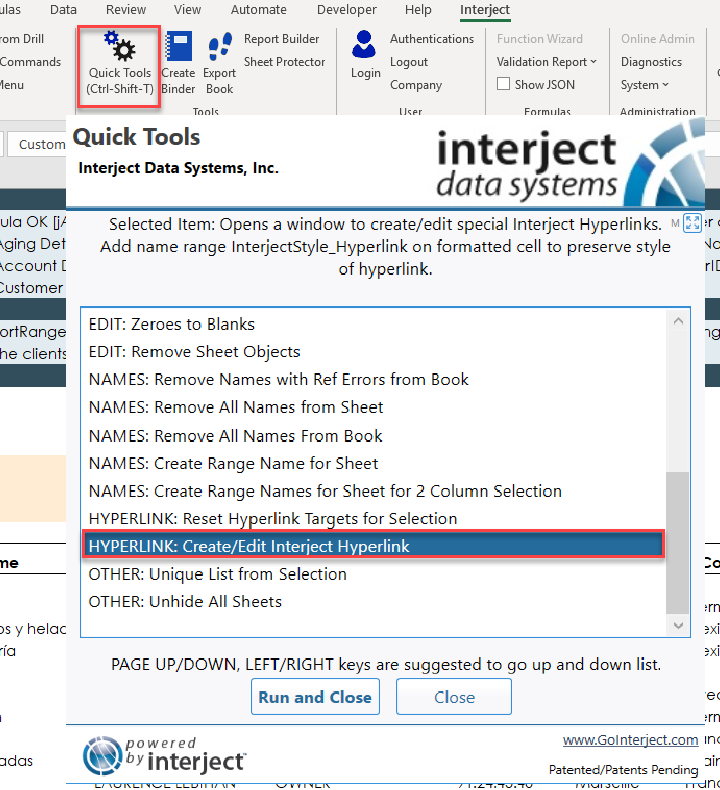 ulas Data Review View Automate Developer Help Interject
rom Drill
Commands
Menu
Quick Tools
(Ctrl-Shift-T)
Create
Binder
Export
Book
Report Builder
Sheet Protector
Tools
Login
Authentications
Logout
Company
User
Function Wizard
Validation Report
Show JSON
Formulas
Online Admin
Diagnostics
System
Administration
Custom
Quick Tools
Interject Data Systems, Inc.
interject
data systems
ula OK [jA
Aging Det
Account D
Customer
ortRange
he clients
Selected Item: Opens a window to create/edit special Interject Hyperlinks.
M
Add name range InterjectStyle_Hyperlink on formatted cell to preserve style
of hyperlink.
EDIT: Zeroes to Blanks
EDIT: Remove Sheet Objects
NAMES: Remove Names with Ref Errors from Book
NAMES: Remove All Names from Sheet
NAMES: Remove All Names From Book
NAMES: Create Range Name for Sheet
NAMES: Create Range Names for Sheet for 2 Column Selection
HYPERLINK: Reset Hyperlink Targets for Selection
HYPERLINK: Create/Edit Interject Hyperlink
OTHER: Unique List from Selection
OTHER: Unhide All Sheets
me
os y helac
ría
adas
PAGE UP/DOWN, LEFT/RIGHT keys are suggested to go up and down list.
Run and Close
Close
powered
by interject™
www.GoInterject.com
Patented/Patents Pending